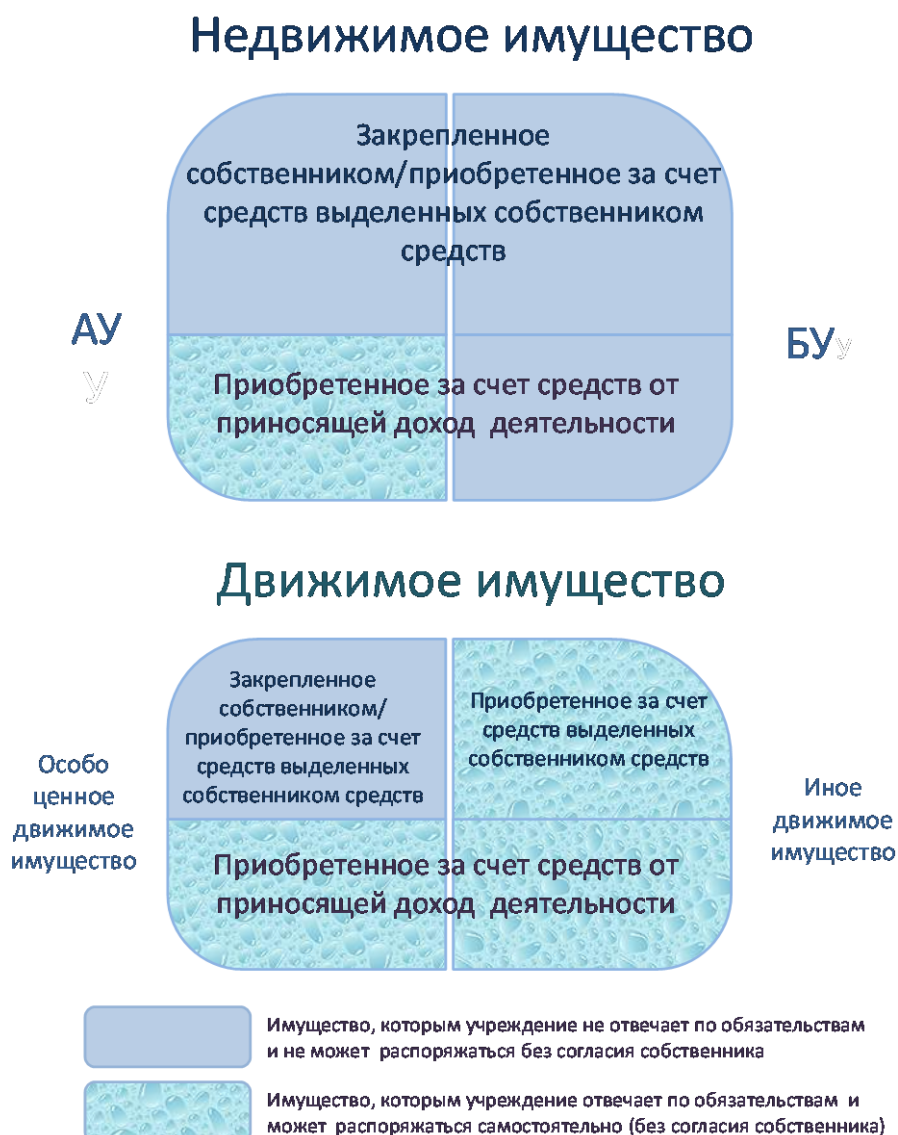 Недвижимое имущество
Закрепленное
собственником/приобретенное за счет
средств выделенных собственником
средств
АУ
У
БУу
Приобретенное за счет средств от
приносящей доход деятельности
Движимое имущество
Закрепленное
собственником/
приобретенное за счет
средств выделенных
собственником средств
Приобретенное за счет
средств выделенных
собственником средств
Особо
ценное
движимое
имущество
Иное
движимое
имущество
Приобретенное за счет средств от
приносящей доход деятельности
Имущество, которым учреждение не отвечает по обязательствам
и не может распоряжаться без согласия собственника
Имущество, которым учреждение отвечает по обязательствам и
может распоряжаться самостоятельно (без согласия собственника)